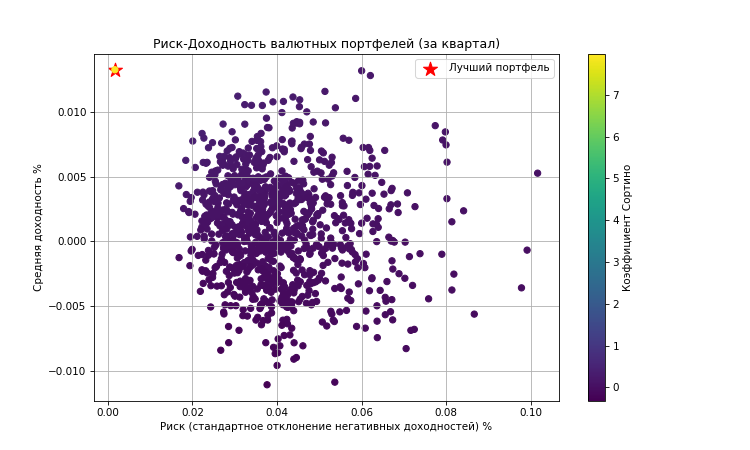 Риск-Доходность валютных портфелей (за квартал)
Лучший портфель
0.010
0.005
0.000
−0.005
−0.010
Средняя доходность %
0.00 0.02 0.04 0.06 0.08 0.10
Риск (стандартное отклонение негативных доходностей) %
7
6
5
4
3
2
1
0
Коэффициент Сортино